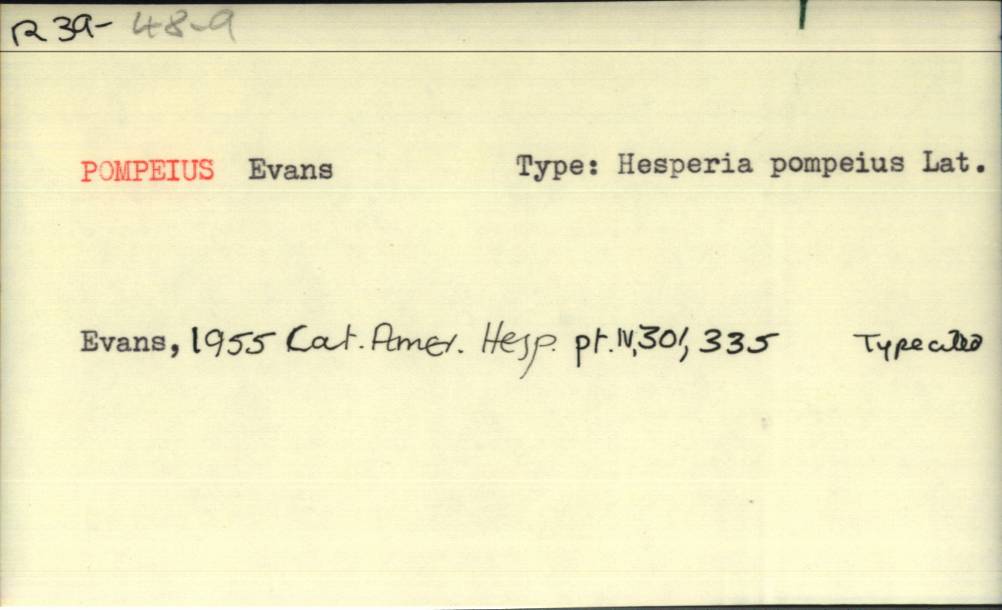 R 39- 48-9
POMPEIUS Evans Type: Hesperia pompeius Lat.
Evans, 1955 Cat. Amer. Hesp. pt. IV, 301, 335 Type cited